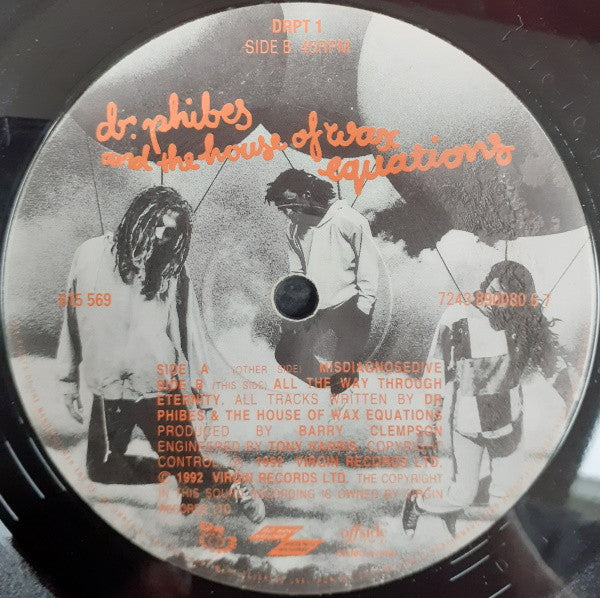 DRPT 1
SIDE B 45RPM
dr. phibes
and the house of wax
equations
615 569
7243 890080 6 7
SIDE A (OTHER SIDE) MISDIAGNOSEDIVE
SIDE B (THIS SIDE) ALL THE WAY THROUGH
ETERNITY. ALL TRACKS WRITTEN BY DR
PHIBES & THE HOUSE OF WAX EQUATIONS
PRODUCED BY BARRY CLEMPSON
ENGINEERED BY TONY HARRIS. COPYRIGHT
CONTROL ℗ 1992 VIRGIN RECORDS LTD.
© 1992 VIRGIN RECORDS LTD. THE COPYRIGHT
IN THIS SOUND RECORDING IS OWNED BY VIRGIN
RECORDS LTD
offside